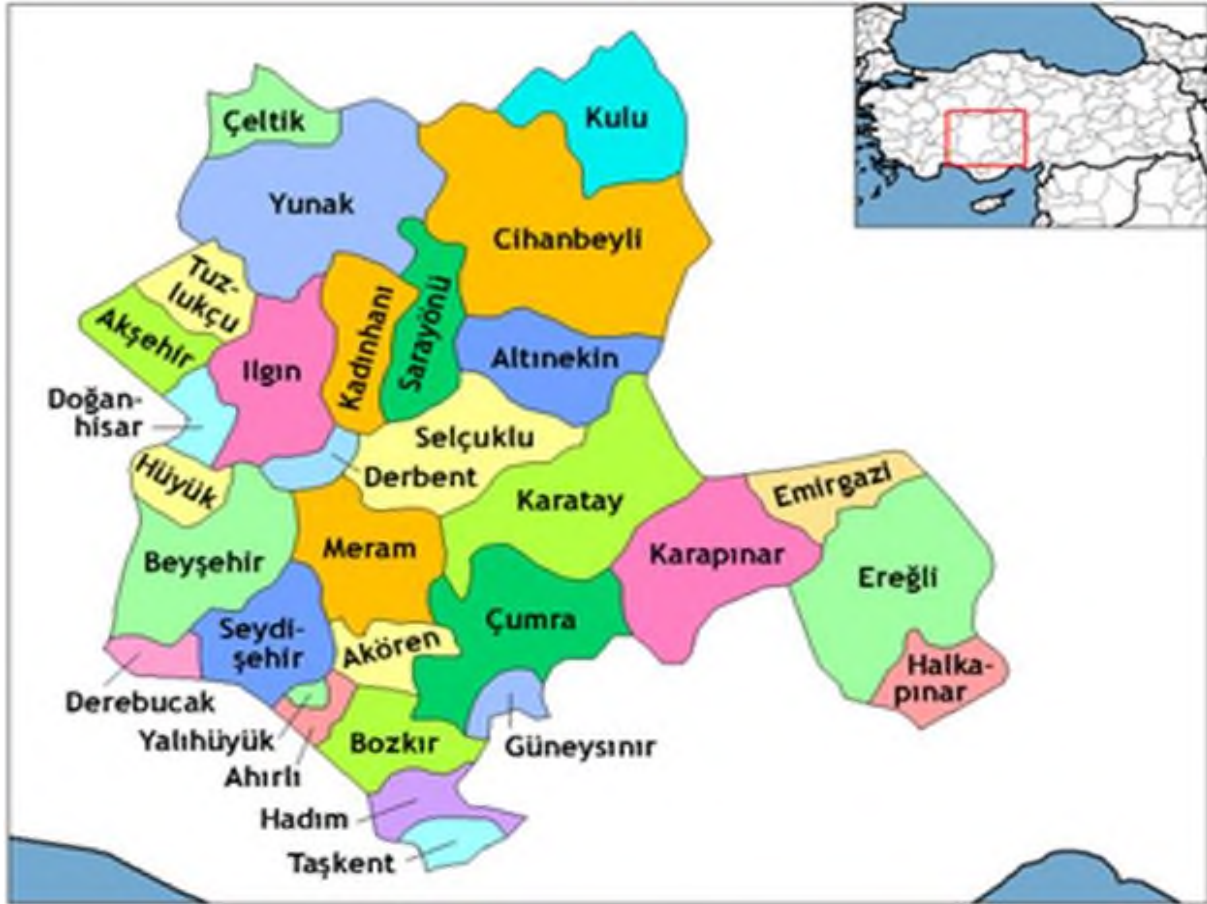 Çeltik
Kulu
Yunak
Cihanbeyli
Tuz-
lukçu
Akşehir
Ilgın
Kadınhanı
Sarayönü
Altınekin
Doğan-
hisar
Selçuklu
Derbent
Hüyük
Karatay
Emirgazi
Beyşehir
Meram
Karapınar
Ereğli
Çumra
Seydi-
şehir
Akören
Halka-
pınar
Derebucak
Yalıhüyük
Bozkır
Güneysınır
Ahırlı
Hadım
Taşkent